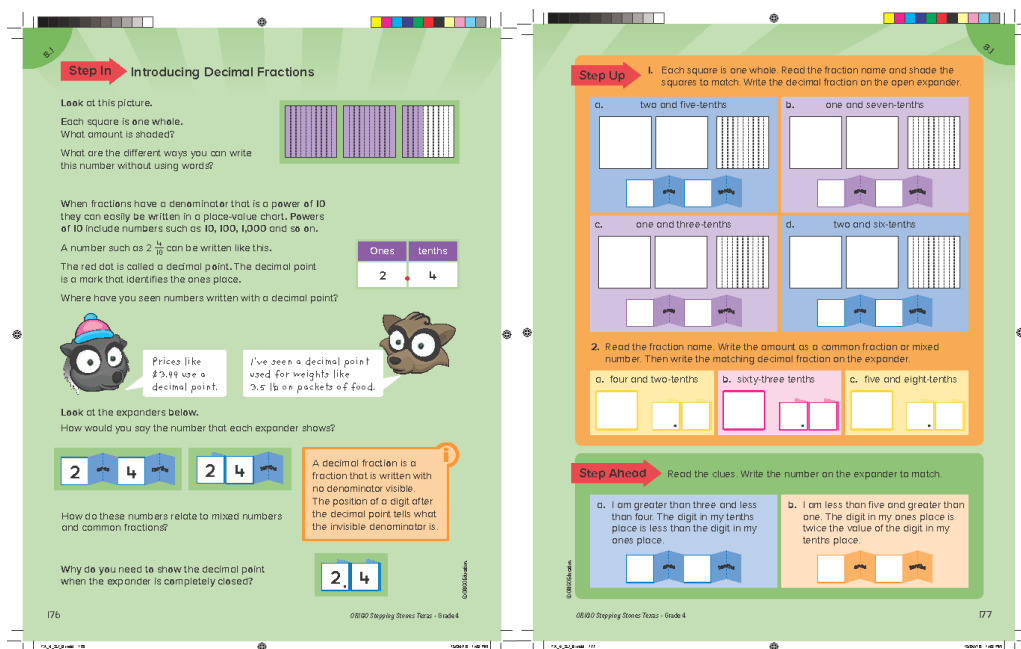 8.1
Step In
Introducing Decimal Fractions
Look at this picture.
Each square is one whole.
What amount is shaded?
What are the different ways you can write
this number without using words?
When fractions have a denominator that is a power of 10
they can easily be written in a place-value chart. Powers
of 10 include numbers such as 10, 100, 1,000 and so on.
A number such as 2 4/10 can be written like this.
The red dot is called a decimal point. The decimal point
is a mark that identifies the ones place.
Ones tenths
2 . 4
Where have you seen numbers written with a decimal point?
Prices like
$3.99 use a
decimal point.
I've seen a decimal point
used for weights like
3.5 lb on packets of food.
Look at the expanders below.
How would you say the number that each expander shows?
2 ones 4 tenths
2 4 tenths
A decimal fraction is a
fraction that is written with
no denominator visible.
The position of a digit after
the decimal point tells what
the invisible denominator is.
i
How do these numbers relate to mixed numbers
and common fractions?
Why do you need to show the decimal point
when the expander is completely closed?
2 . 4
176
ORIGO Stepping Stones Texas • Grade 4
8.1
Step Up
1. Each square is one whole. Read the fraction name and shade the
squares to match. Write the decimal fraction on the open expander.
a. two and five-tenths
ones tenths
b. one and seven-tenths
ones tenths
c. one and three-tenths
ones tenths
d. two and six-tenths
ones tenths
2. Read the fraction name. Write the amount as a common fraction or mixed
number. Then write the matching decimal fraction on the expander.
a. four and two-tenths
.
b. sixty-three tenths
.
c. five and eight-tenths
.
Step Ahead
Read the clues. Write the number on the expander to match.
a. I am greater than three and less
than four. The digit in my tenths
place is less than the digit in my
ones place.
ones tenths
b. I am less than five and greater than
one. The digit in my ones place is
twice the value of the digit in my
tenths place.
ones tenths
ORIGO Stepping Stones Texas • Grade 4
177